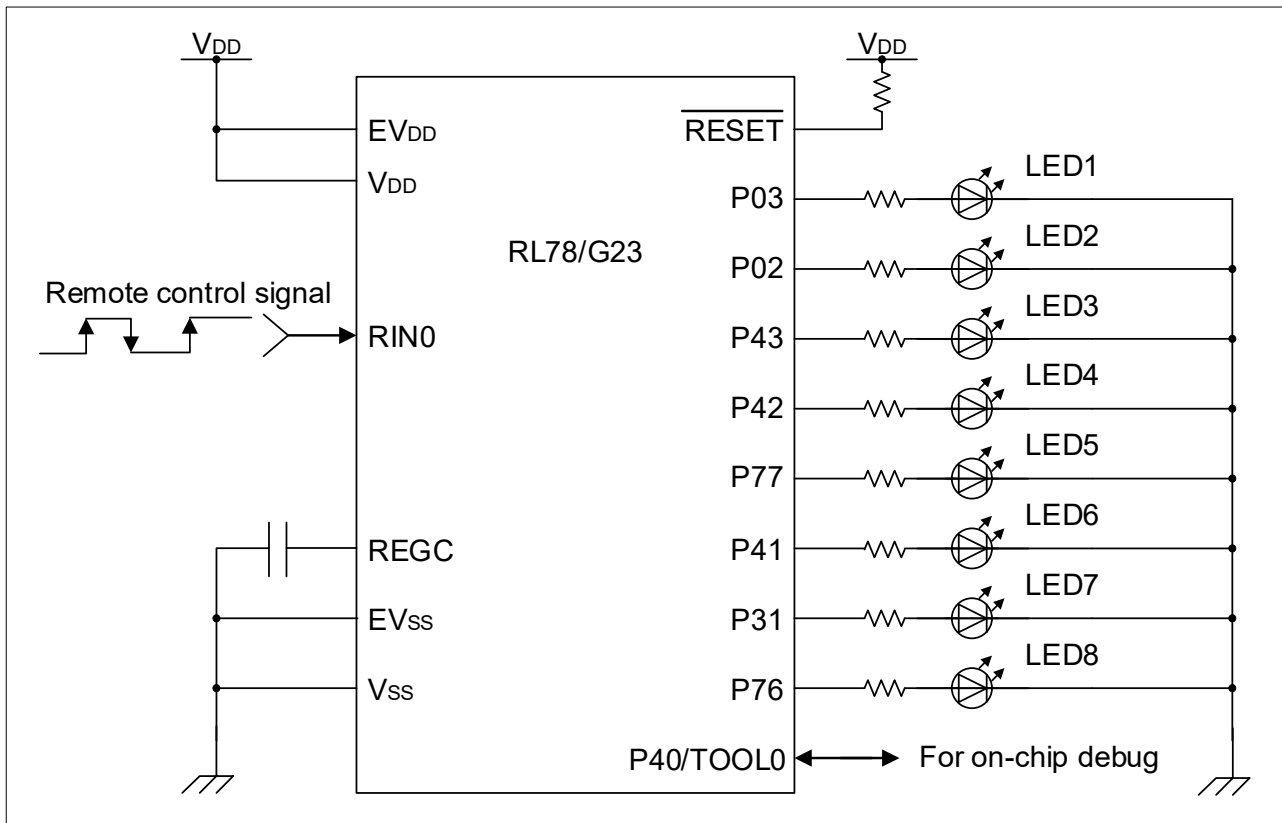 VDD
VDD
EVDD
RESET
VDD
P03
LED1
RL78/G23
P02
LED2
Remote control signal
RIN0
P43
LED3
P42
LED4
P77
LED5
REGC
P41
LED6
EVss
P31
LED7
Vss
P76
LED8
P40/TOOL0
For on-chip debug